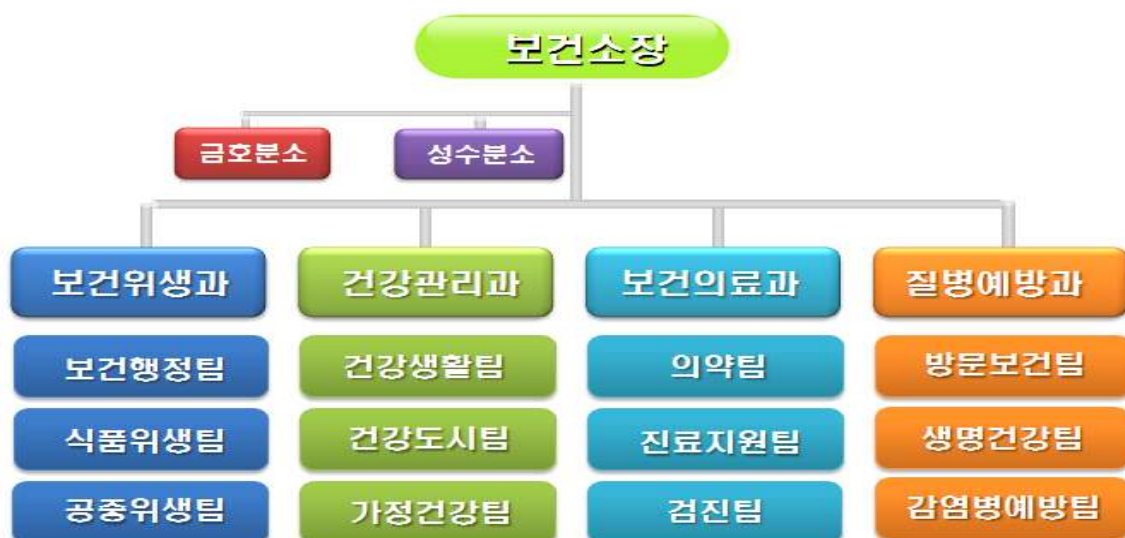 보건소장
금호분소 성수분소
보건위생과 건강관리과 보건의료과 질병예방과
보건행정팀 건강생활팀 의약팀 방문보건팀
식품위생팀 건강도시팀 진료지원팀 생명건강팀
공중위생팀 가정건강팀 검진팀 감염병예방팀